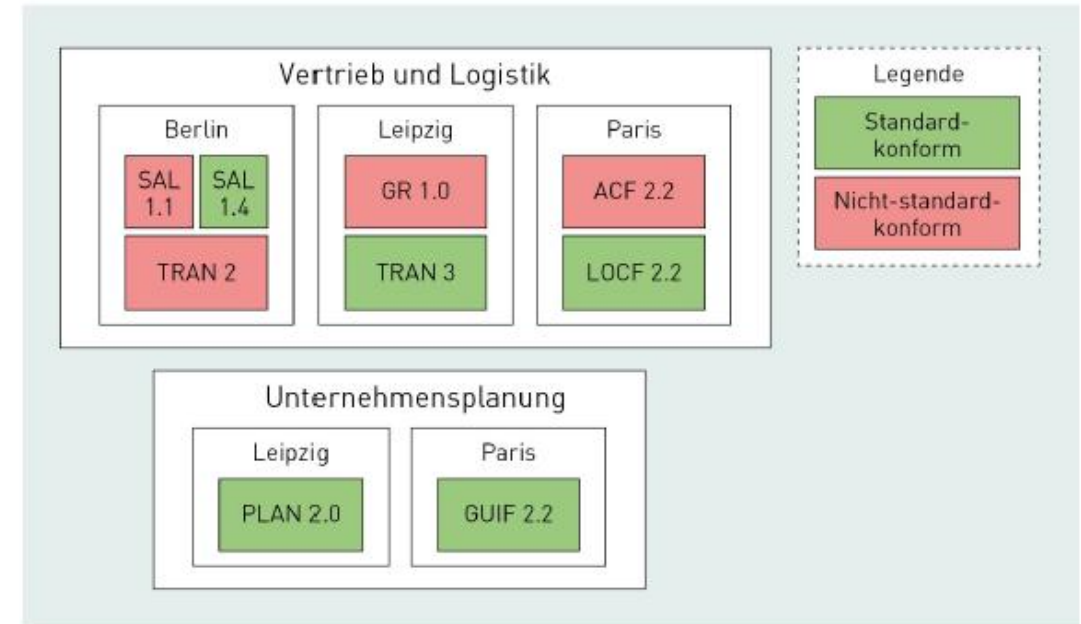 Vertrieb und Logistik
Berlin
SAL
1.1
SAL
1.4
TRAN 2
Leipzig
GR 1.0
TRAN 3
Paris
ACF 2.2
LOCF 2.2
Legende
Standard-
konform
Nicht-standard-
konform
Unternehmensplanung
Leipzig
PLAN 2.0
Paris
GUIF 2.2